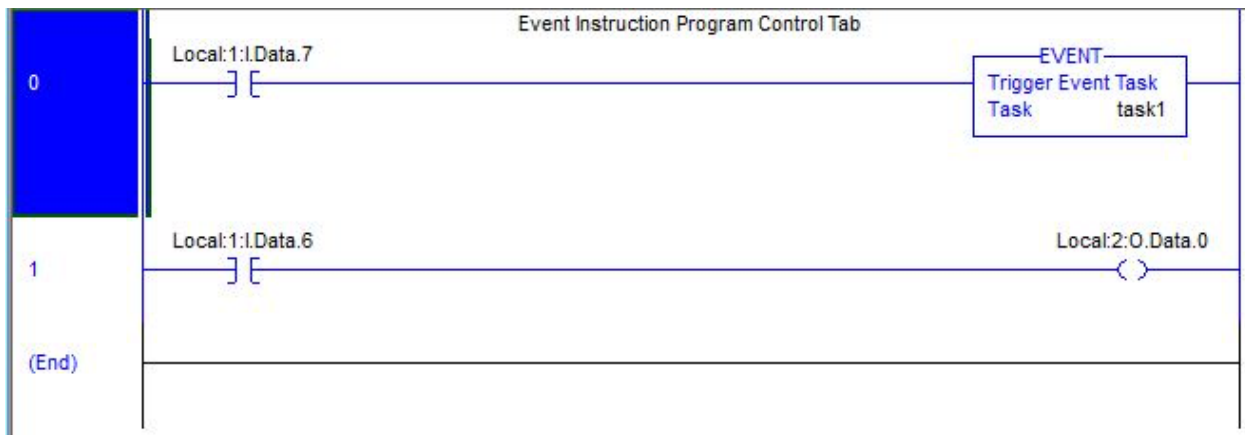 Event Instruction Program Control Tab
Local:1:I.Data.7
EVENT
0
Trigger Event Task
Task task1
Local:1:I.Data.6
Local:2:O.Data.0
1
(End)